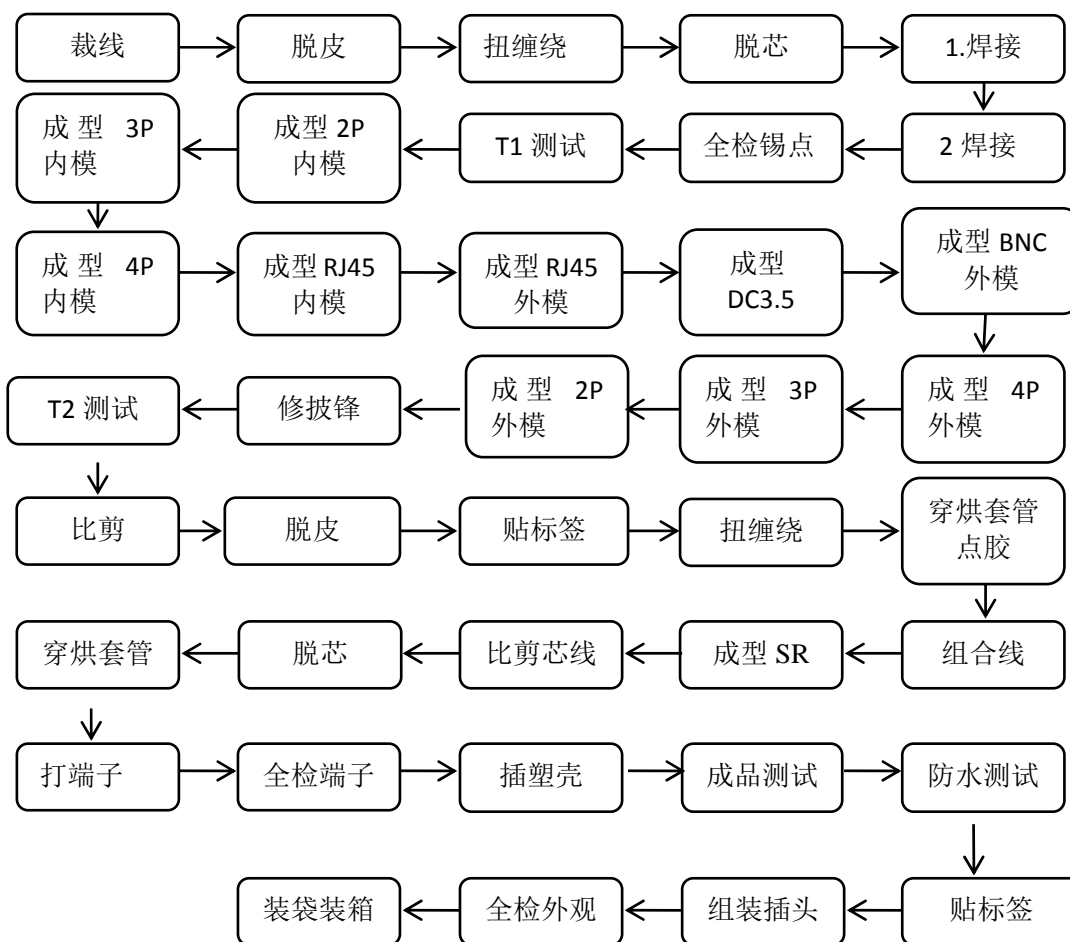 裁线
脱皮
扭缠绕
脱芯
1.焊接
成型 3P
内模
成型 2P
内模
T1 测试
全检锡点
2 焊接
成型 4P
内模
成型 RJ45
内模
成型 RJ45
外模
成型
DC3.5
成型 BNC
外模
T2 测试
修披锋
成型 2P
外模
成型 3P
外模
成型 4P
外模
比剪
脱皮
贴标签
扭缠绕
穿烘套管
点胶
穿烘套管
脱芯
比剪芯线
成型 SR
组合线
打端子
全检端子
插塑壳
成品测试
防水测试
装袋装箱
全检外观
组装插头
贴标签